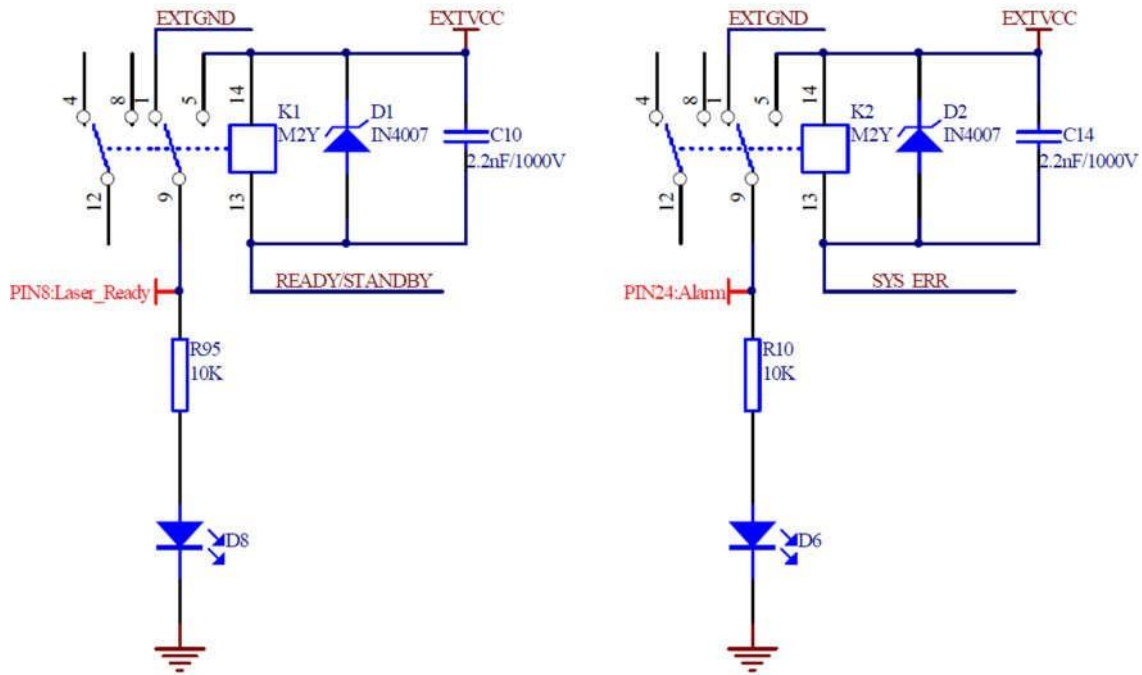 EXTGND
EXTVCC
4
8
1
5
14
K1
M2Y
D1
IN4007
C10
2.2nF/1000V
12
9
13
READY/STANDBY
PIN8:Laser_Ready
R95
10K
D8
EXTGND
EXTVCC
4
8
1
5
14
K2
M2Y
D2
IN4007
C14
2.2nF/1000V
12
9
13
SYS ERR
PIN24:Alarm
R10
10K
D6